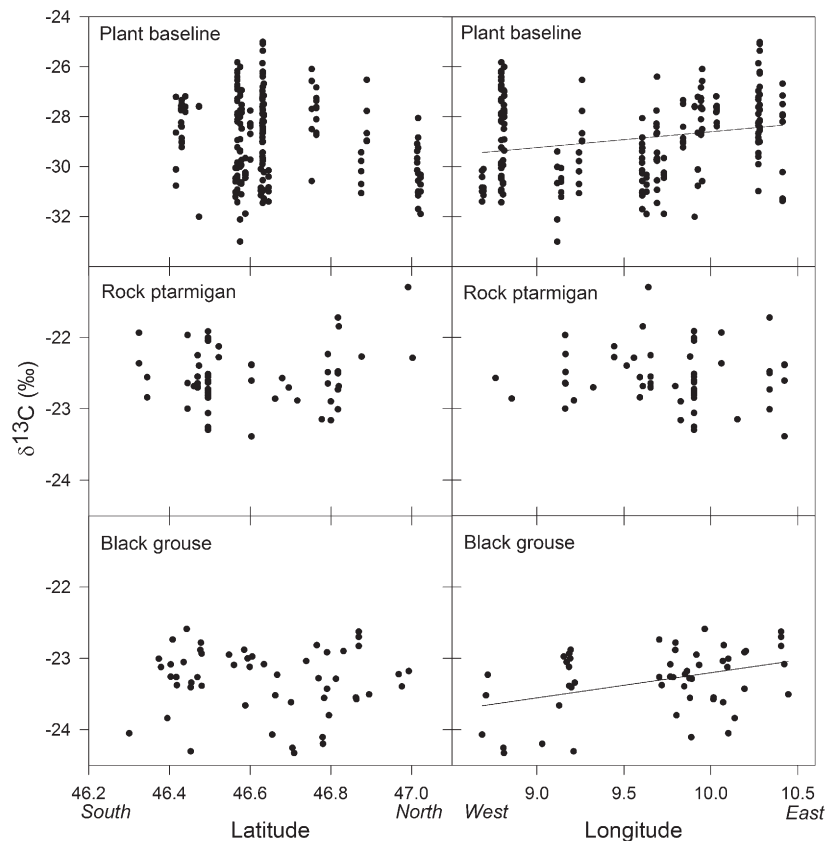 -24
Plant baseline
Plant baseline
-26
-28
-30
-32
Rock ptarmigan
Rock ptarmigan
-22
-23
-24
δ13C (‰)
Black grouse
Black grouse
-22
-23
-24
46.2 46.4 46.6 46.8 47.0 9.0 9.5 10.0 10.5
South North West East
Latitude Longitude